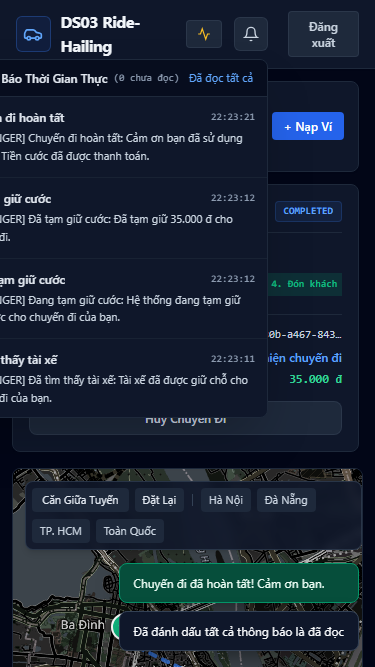 DS03 Ride-
Hailing
Đăng
xuất
Báo Thời Gian Thực (0 chưa đọc) Đã đọc tất cả
+ Nạp Ví
đi hoàn tất 22:23:21
NGER] Chuyến đi hoàn tất: Cảm ơn bạn đã sử dụng
Tiền cước đã được thanh toán.
giữ cước 22:23:12
NGER] Đã tạm giữ cước: Đã tạm giữ 35.000 đ cho
đi.
COMPLETED
tạm giữ cước 22:23:12
NGER] Đang tạm giữ cước: Hệ thống đang tạm giữ
cước cho chuyến đi của bạn.
4. Đón khách
thấy tài xế 22:23:11
NGER] Đã tìm thấy tài xế: Tài xế đã được giữ chỗ cho
đi của bạn.
0b-a467-843…
hiện chuyến đi
35.000 đ
Hủy Chuyến Đi
Căn Giữa Tuyến Đặt Lại Hà Nội Đà Nẵng
TP. HCM Toàn Quốc
Chuyến đi đã hoàn tất! Cảm ơn bạn.
Ba Đình
Đã đánh dấu tất cả thông báo là đã đọc